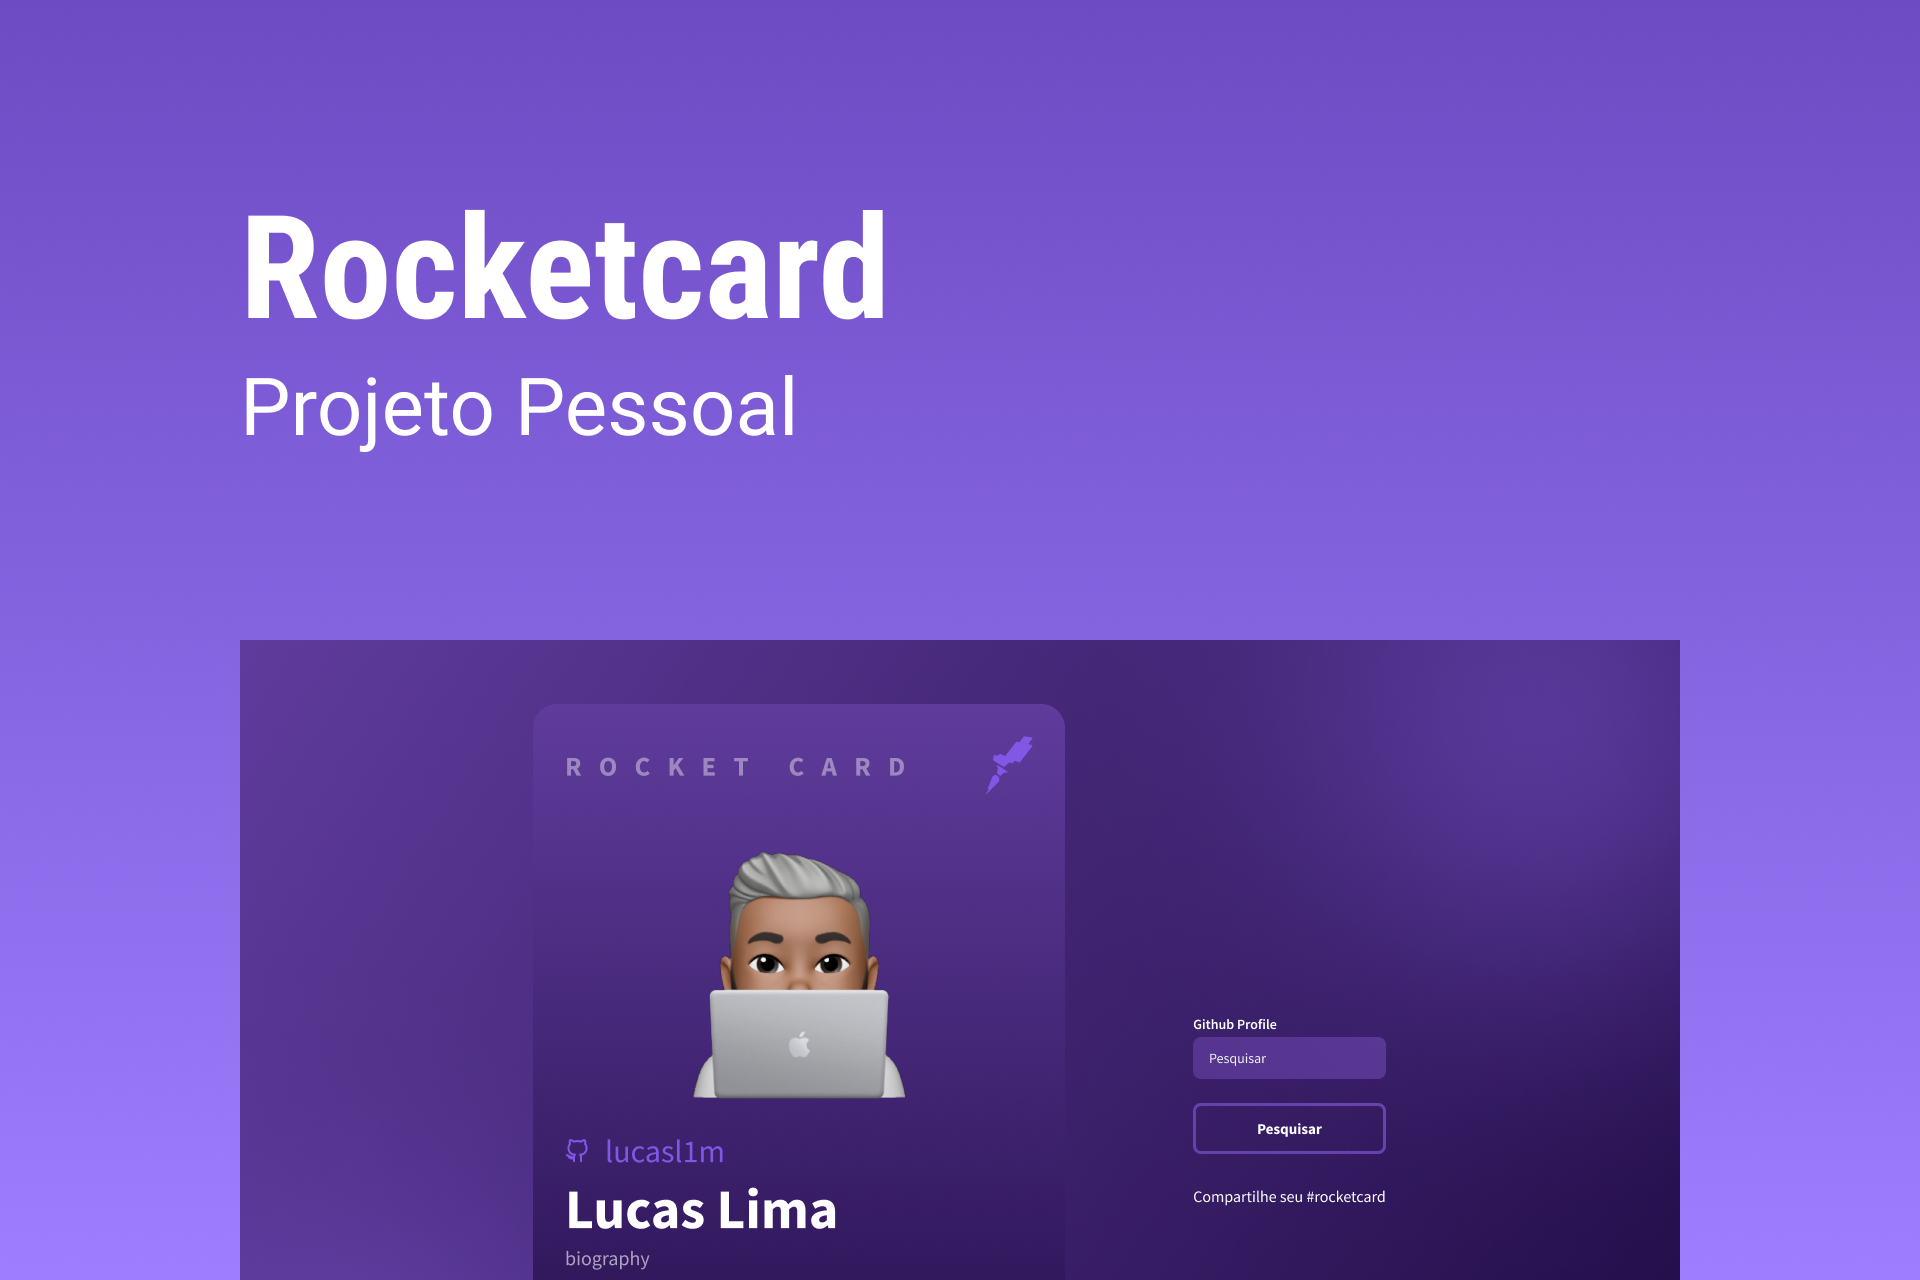 Rocketcard
Projeto Pessoal
ROCKET CARD
lucasl1m
Lucas Lima
biography
Github Profile
Pesquisar
Pesquisar
Compartilhe seu #rocketcard